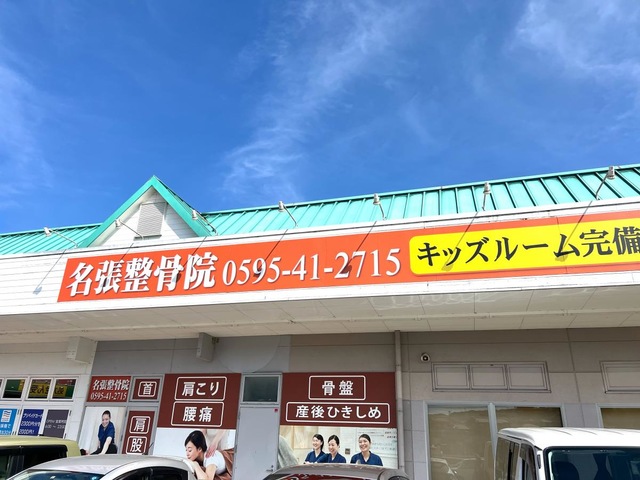 名張整骨院 0595-41-2715
キッズルーム完備
名張整骨院
0595-41-2715
首
肩
股
肩こり
腰痛
骨盤
産後ひきしめ